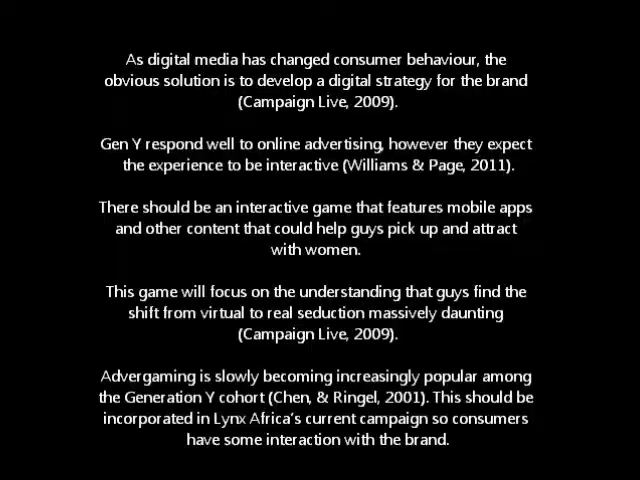 As digital media has changed consumer behaviour, the
obvious solution is to develop a digital strategy for the brand
(Campaign Live, 2009).
Gen Y respond well to online advertising, however they expect
the experience to be interactive (Williams & Page, 2011).
There should be an interactive game that features mobile apps
and other content that could help guys pick up and attract
with women.
This game will focus on the understanding that guys find the
shift from virtual to real seduction massively daunting
(Campaign Live, 2009).
Advergaming is slowly becoming increasingly popular among
the Generation Y cohort (Chen, & Ringel, 2001). This should be
incorporated in Lynx Africa's current campaign so consumers
have some interaction with the brand.